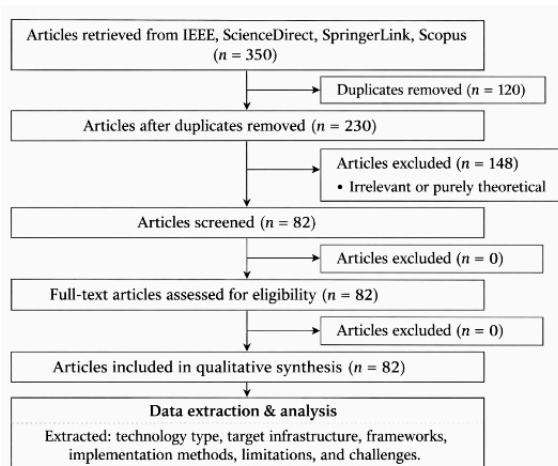 Articles retrieved from IEEE, ScienceDirect, SpringerLink, Scopus
(n = 350)
Duplicates removed (n = 120)
Articles after duplicates removed (n = 230)
Articles excluded (n = 148)
• Irrelevant or purely theoretical
Articles screened (n = 82)
Articles excluded (n = 0)
Full-text articles assessed for eligibility (n = 82)
Articles excluded (n = 0)
Articles included in qualitative synthesis (n = 82)
Data extraction & analysis
Extracted: technology type, target infrastructure, frameworks,
implementation methods, limitations, and challenges.